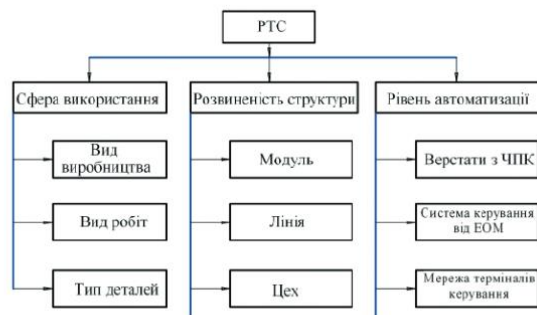 РТС
Сфера використання
Розвиненість структури
Рівень автоматизації
Вид
виробництва
Модуль
Верстати з ЧПК
Вид робіт
Лінія
Система керування
від ЕОМ
Тип деталей
Цех
Мережа терміналів
керування